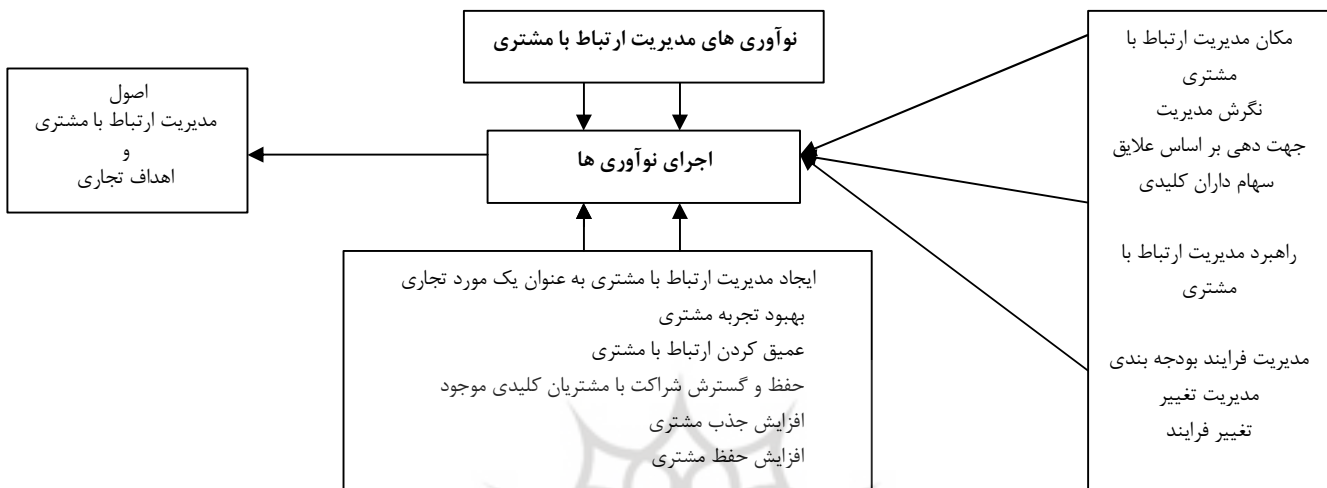 نوآوری های مدیریت ارتباط با مشتری
مکان مدیریت ارتباط با
مشتری
نگرش مدیریت
جهت دهی بر اساس علایق
سهام داران کلیدی
راهبرد مدیریت ارتباط با
مشتری
مدیریت فرایند بودجه بندی
مدیریت تغییر
تغییر فرایند
اجرای نوآوری ها
اصول
مدیریت ارتباط با مشتری
و
اهداف تجاری
ایجاد مدیریت ارتباط با مشتری به عنوان یک مورد تجاری
بهبود تجربه مشتری
عمیق کردن ارتباط با مشتری
حفظ و گسترش شراکت با مشتریان کلیدی موجود
افزایش جذب مشتری
افزایش حفظ مشتری